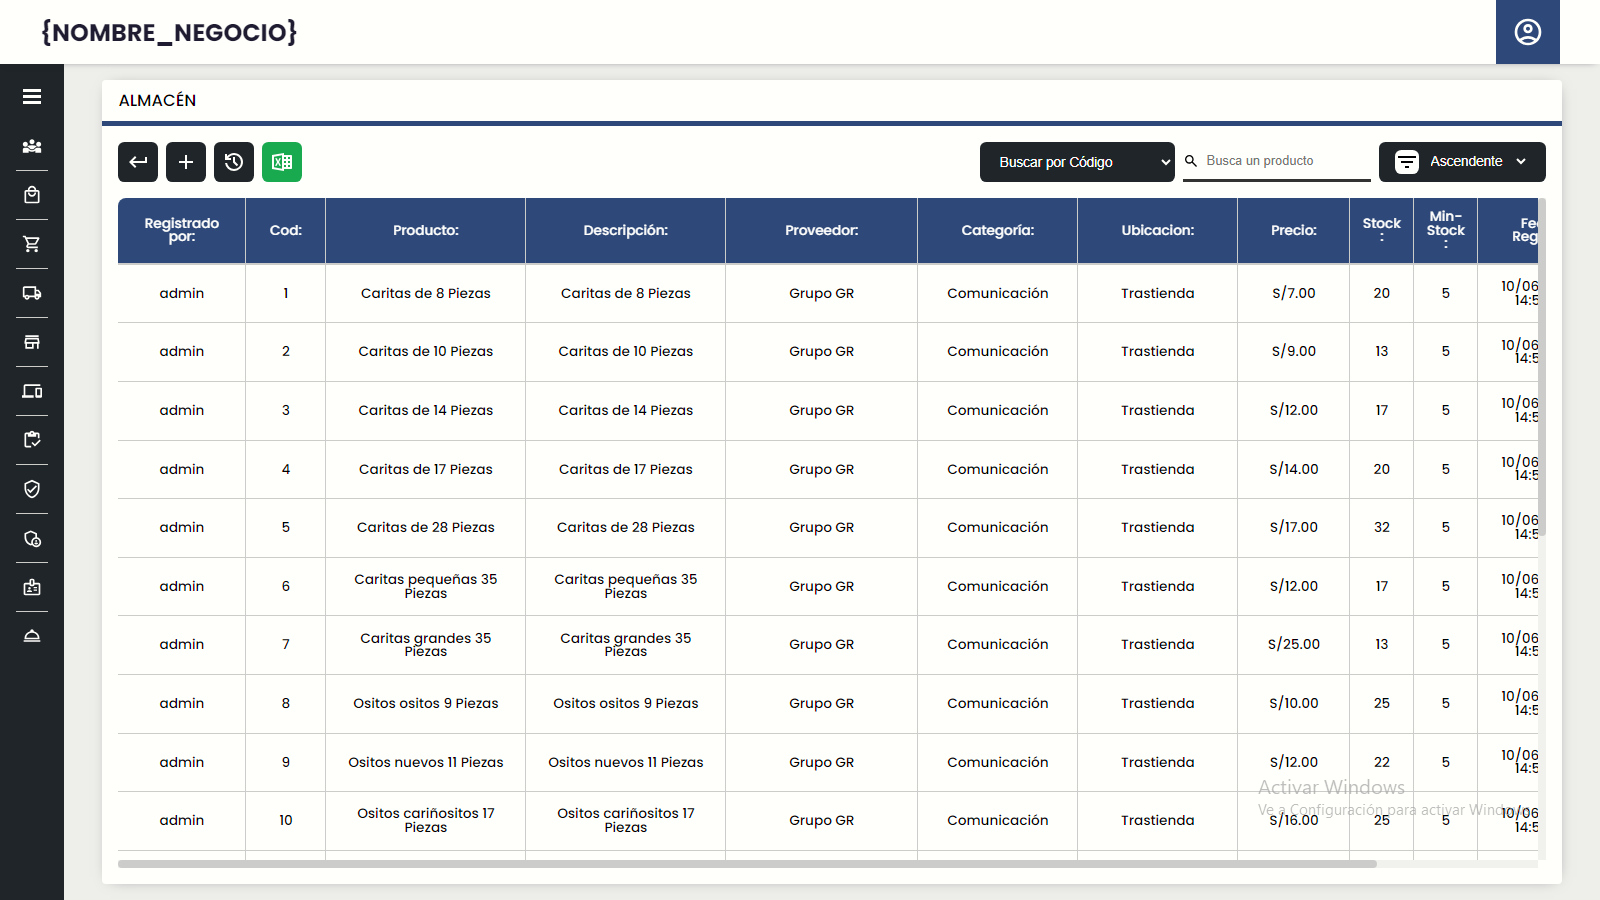 {NOMBRE_NEGOCIO}
ALMACÉN
Buscar por Código
Busca un producto
Ascendente
Registrado por: Cod: Producto: Descripción: Proveedor: Categoría: Ubicacion: Precio: Stock : Min-Stock :
admin 1 Caritas de 8 Piezas Caritas de 8 Piezas Grupo GR Comunicación Trastienda S/7.00 20 5 10/06 14:5
admin 2 Caritas de 10 Piezas Caritas de 10 Piezas Grupo GR Comunicación Trastienda S/9.00 13 5 10/06 14:5
admin 3 Caritas de 14 Piezas Caritas de 14 Piezas Grupo GR Comunicación Trastienda S/12.00 17 5 10/06 14:5
admin 4 Caritas de 17 Piezas Caritas de 17 Piezas Grupo GR Comunicación Trastienda S/14.00 20 5 10/06 14:5
admin 5 Caritas de 28 Piezas Caritas de 28 Piezas Grupo GR Comunicación Trastienda S/17.00 32 5 10/06 14:5
admin 6 Caritas pequeñas 35 Piezas Caritas pequeñas 35 Piezas Grupo GR Comunicación Trastienda S/12.00 17 5 10/06 14:5
admin 7 Caritas grandes 35 Piezas Caritas grandes 35 Piezas Grupo GR Comunicación Trastienda S/25.00 13 5 10/06 14:5
admin 8 Ositos ositos 9 Piezas Ositos ositos 9 Piezas Grupo GR Comunicación Trastienda S/10.00 25 5 10/06 14:5
admin 9 Ositos nuevos 11 Piezas Ositos nuevos 11 Piezas Grupo GR Comunicación Trastienda S/12.00 22 5 10/06 14:5
admin 10 Ositos cariñositos 17 Piezas Ositos cariñositos 17 Piezas Grupo GR Comunicación Trastienda S/16.00 25 5 10/06 14:5
Activar Windows
Ve a Configuración para activar Windows.